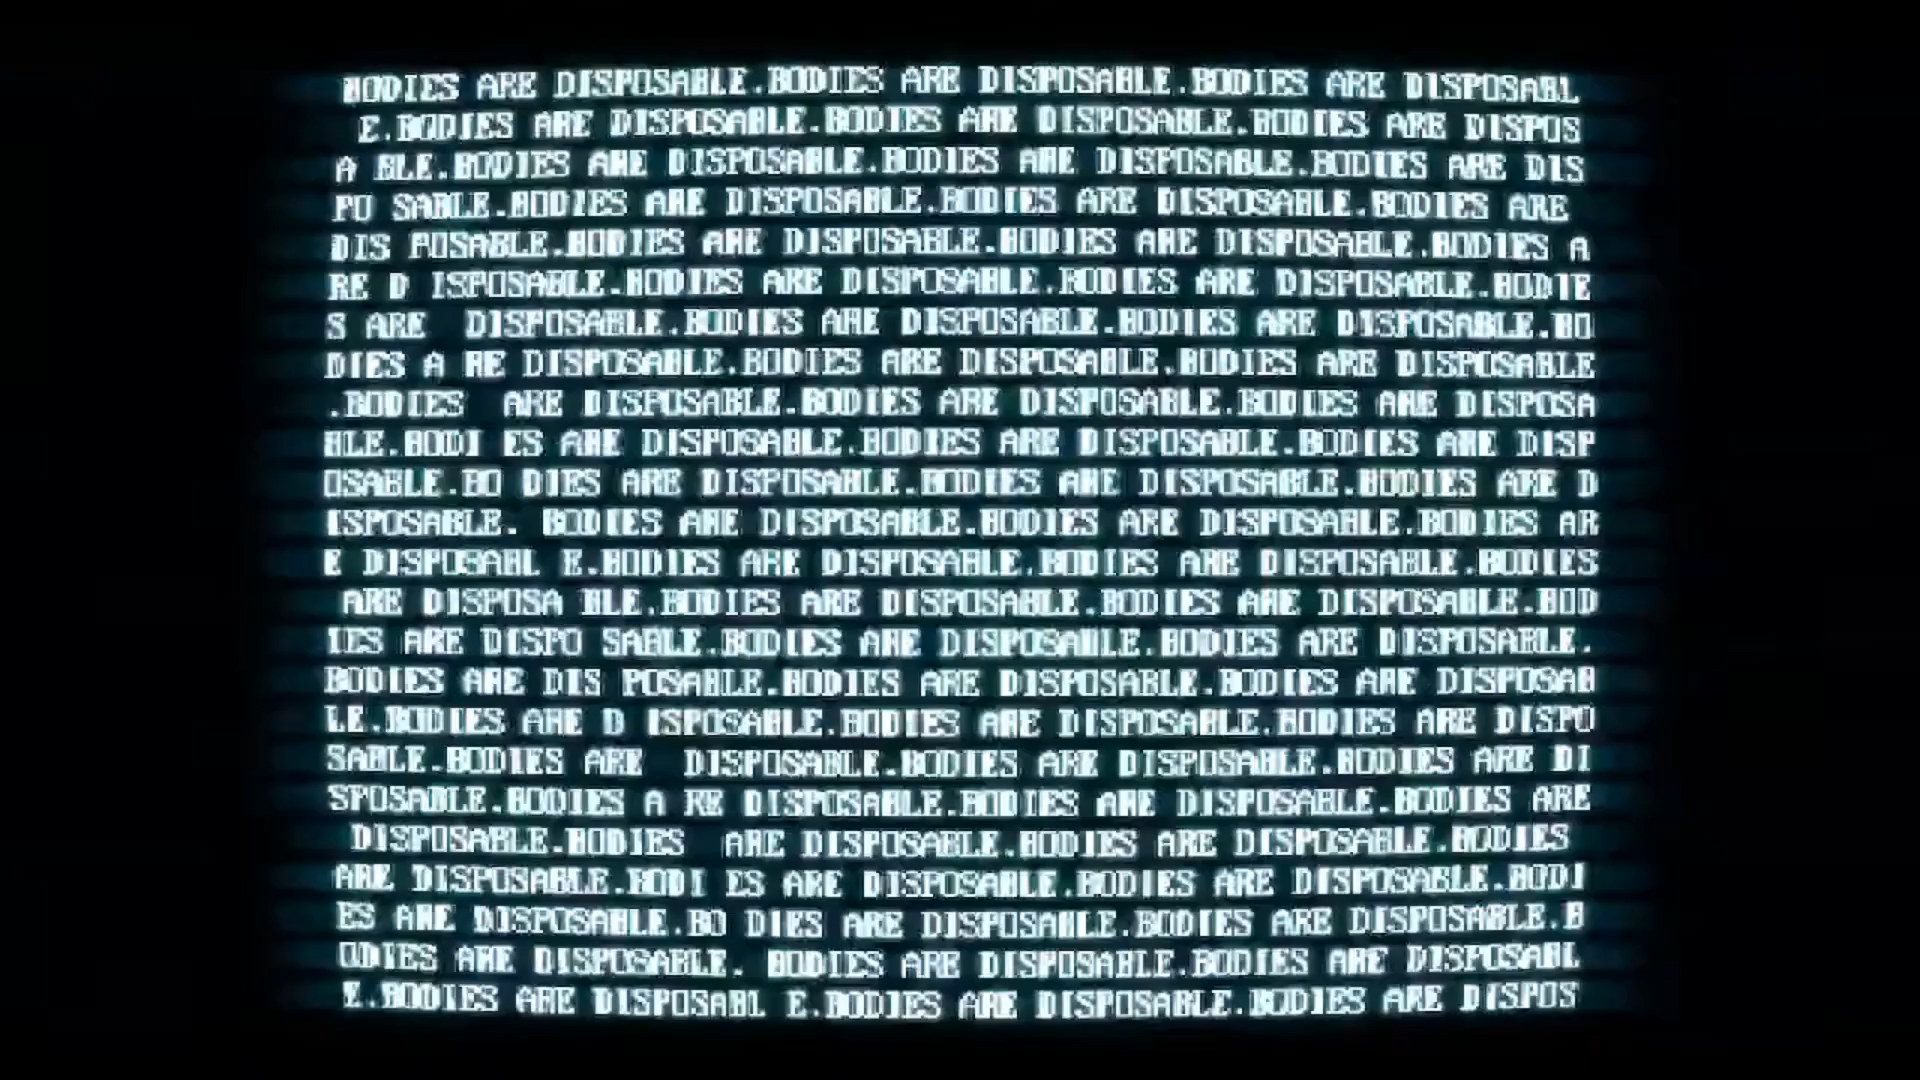 BODIES ARE DISPOSABLE.BODIES ARE DISPOSABLE.BODIES ARE DISPOSABL
E.BODIES ARE DISPOSABLE.BODIES ARE DISPOSABLE.BODIES ARE DISPOS
A BLE.BODIES ARE DISPOSABLE.BODIES ARE DISPOSABLE.BODIES ARE DIS
PO SABLE.BODIES ARE DISPOSABLE.BODIES ARE DISPOSABLE.BODIES ARE
DIS POSABLE.BODIES ARE DISPOSABLE.BODIES ARE DISPOSABLE.BODIES A
RE D ISPOSABLE.BODIES ARE DISPOSABLE.BODIES ARE DISPOSABLE.BODIE
S ARE  DISPOSABLE.BODIES ARE DISPOSABLE.BODIES ARE DISPOSABLE.BO
DIES A RE DISPOSABLE.BODIES ARE DISPOSABLE.BODIES ARE DISPOSABLE
.BODIES  ARE DISPOSABLE.BODIES ARE DISPOSABLE.BODIES ARE DISPOSA
BLE.BODI ES ARE DISPOSABLE.BODIES ARE DISPOSABLE.BODIES ARE DISP
OSABLE.BO DIES ARE DISPOSABLE.BODIES ARE DISPOSABLE.BODIES ARE D
ISPOSABLE. BODIES ARE DISPOSABLE.BODIES ARE DISPOSABLE.BODIES AR
E DISPOSABL E.BODIES ARE DISPOSABLE.BODIES ARE DISPOSABLE.BODIES
ARE DISPOSA BLE.BODIES ARE DISPOSABLE.BODIES ARE DISPOSABLE.BOD
IES ARE DISPO SABLE.BODIES ARE DISPOSABLE.BODIES ARE DISPOSABLE.
BODIES ARE DIS POSABLE.BODIES ARE DISPOSABLE.BODIES ARE DISPOSAB
LE.BODIES ARE D ISPOSABLE.BODIES ARE DISPOSABLE.BODIES ARE DISPO
SABLE.BODIES ARE  DISPOSABLE.BODIES ARE DISPOSABLE.BODIES ARE DI
SPOSABLE.BODIES A RE DISPOSABLE.BODIES ARE DISPOSABLE.BODIES ARE
DISPOSABLE.BODIES  ARE DISPOSABLE.BODIES ARE DISPOSABLE.BODIES
ARE DISPOSABLE.BODI ES ARE DISPOSABLE.BODIES ARE DISPOSABLE.BODI
ES ARE DISPOSABLE.BO DIES ARE DISPOSABLE.BODIES ARE DISPOSABLE.B
ODIES ARE DISPOSABLE. BODIES ARE DISPOSABLE.BODIES ARE DISPOSABL
E.BODIES ARE DISPOSABL E.BODIES ARE DISPOSABLE.BODIES ARE DISPOS